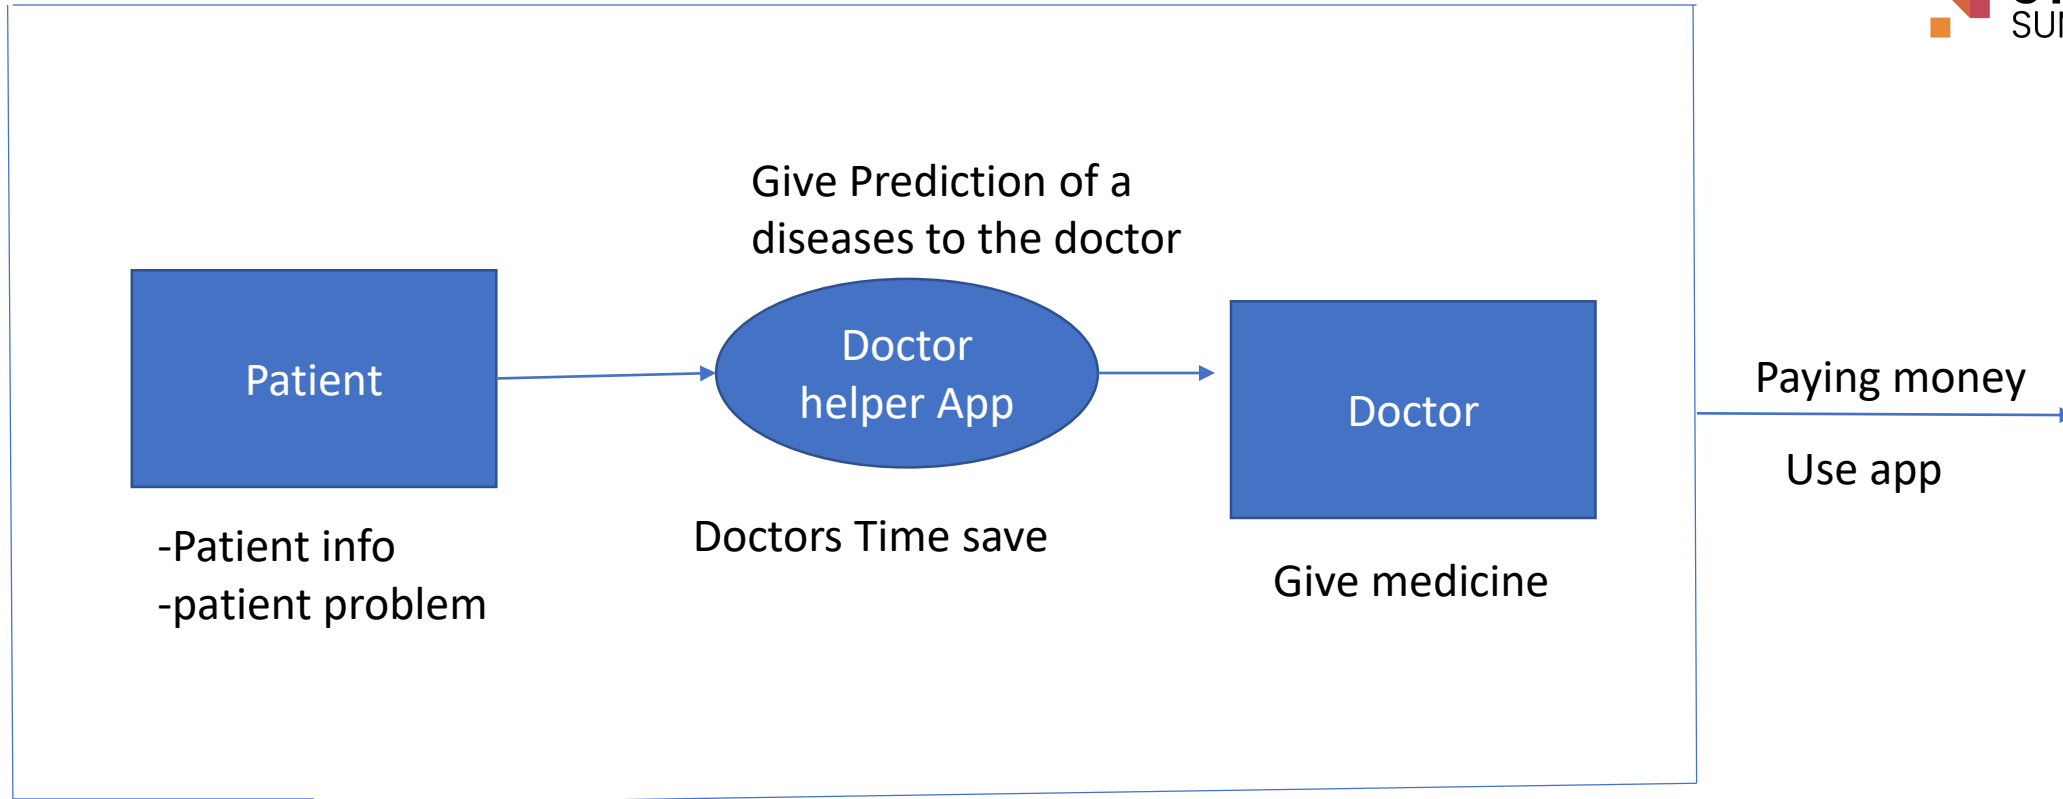 Give Prediction of a
diseases to the doctor
Patient
Doctor
helper App
Doctor
Paying money
Use app
-Patient info
-patient problem
Doctors Time save
Give medicine